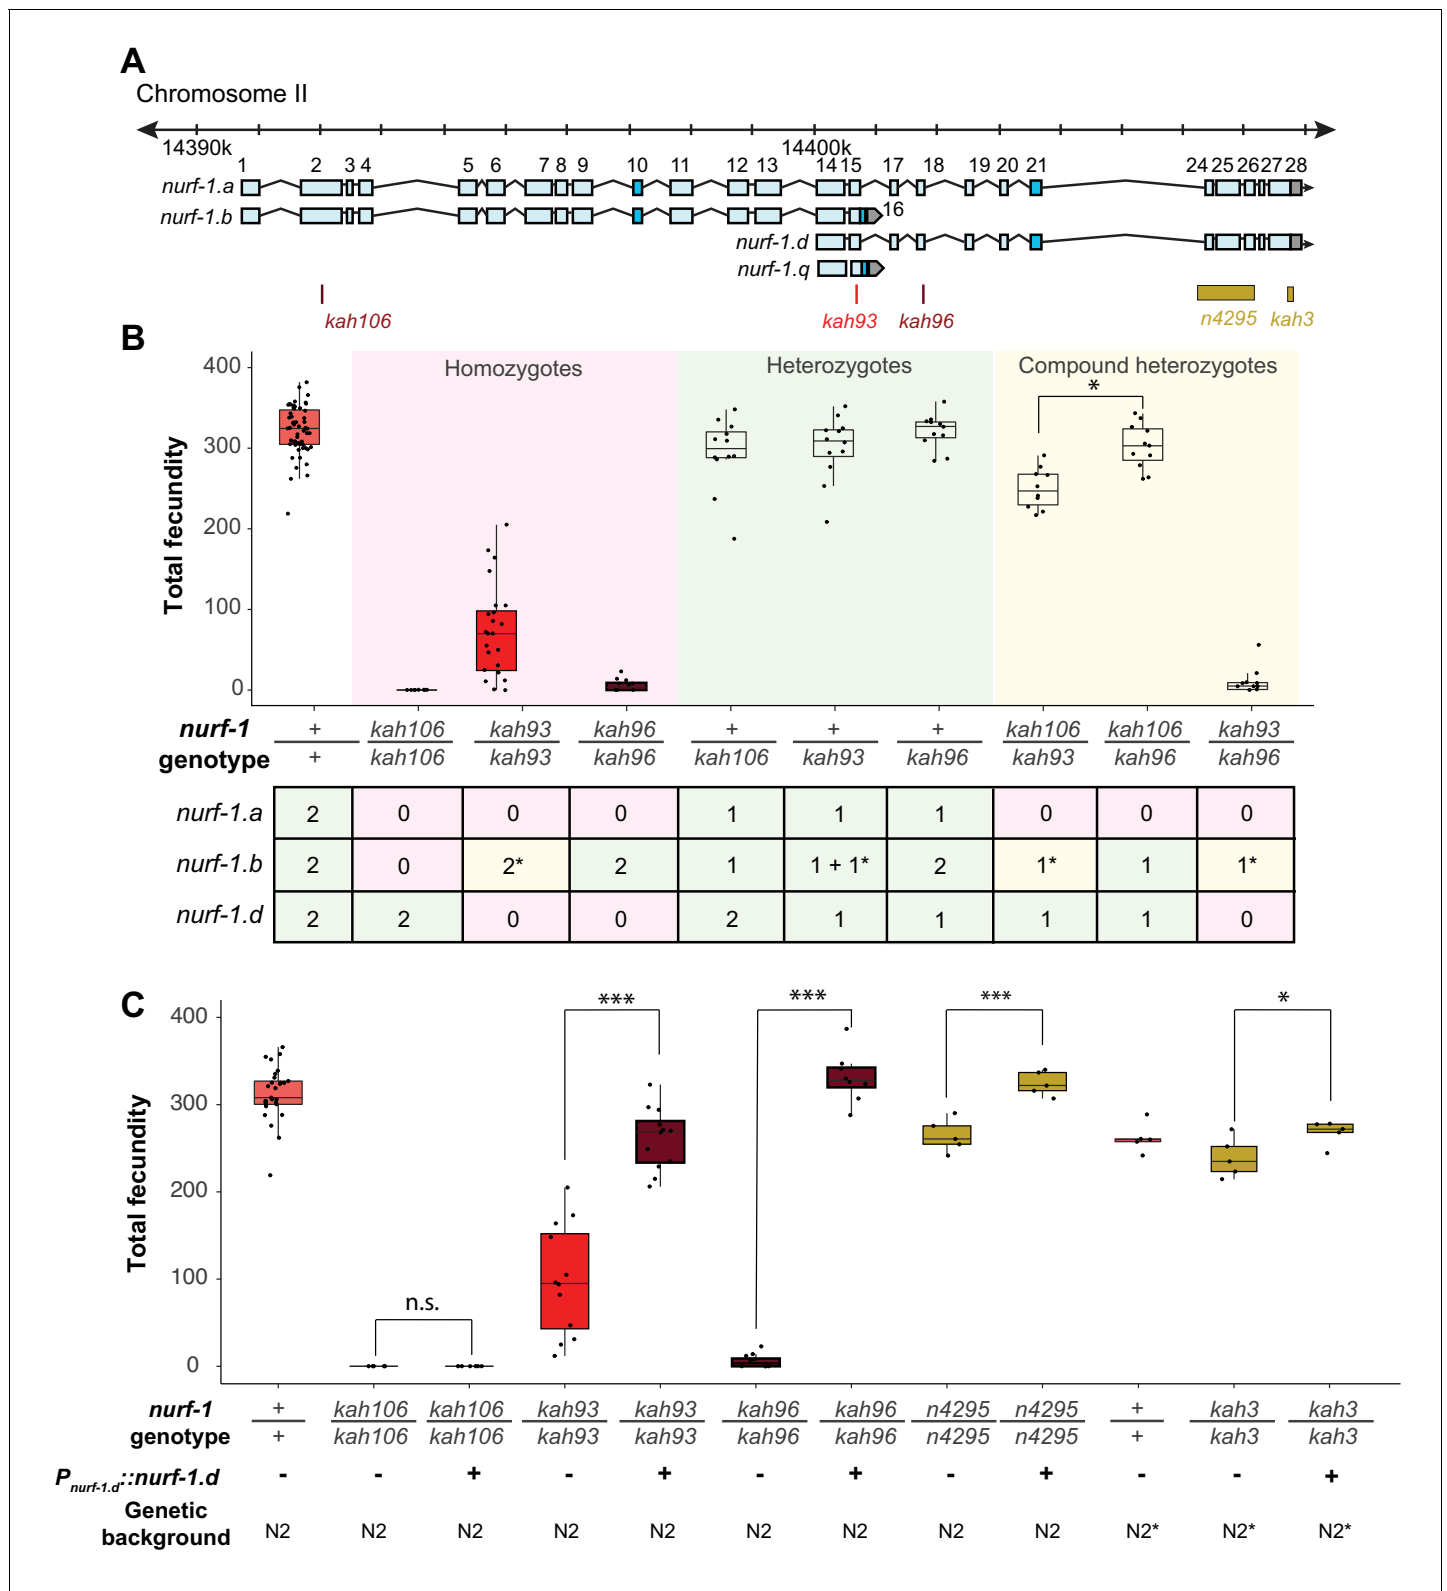 A
Chromosome II
14390k 14400k
1 2 3 4 5 6 7 8 9 10 11 12 13 14 15 17 18 19 20 21 24 25 26 27 28
nurf-1.a
nurf-1.b 16
nurf-1.d
nurf-1.q
kah106 kah93 kah96 n4295 kah3
B
Homozygotes Heterozygotes Compound heterozygotes
*
Total fecundity
400
300
200
100
0
nurf-1 + kah106 kah93 kah96 + + + kah106 kah106 kah93
genotype + kah106 kah93 kah96 kah106 kah93 kah96 kah93 kah96 kah96
nurf-1.a 2 0 0 0 1 1 1 0 0 0
nurf-1.b 2 0 2* 2 1 1 + 1* 2 1* 1 1*
nurf-1.d 2 2 0 0 2 1 1 1 1 0
C
n.s. *** *** *** *
Total fecundity
400
300
200
100
0
nurf-1 + kah106 kah106 kah93 kah93 kah96 kah96 n4295 n4295 + kah3 kah3
genotype + kah106 kah106 kah93 kah93 kah96 kah96 n4295 n4295 + kah3 kah3
Pnurf-1.d::nurf-1.d - - + - + - + - + - - +
Genetic
background N2 N2 N2 N2 N2 N2 N2 N2 N2 N2* N2* N2*